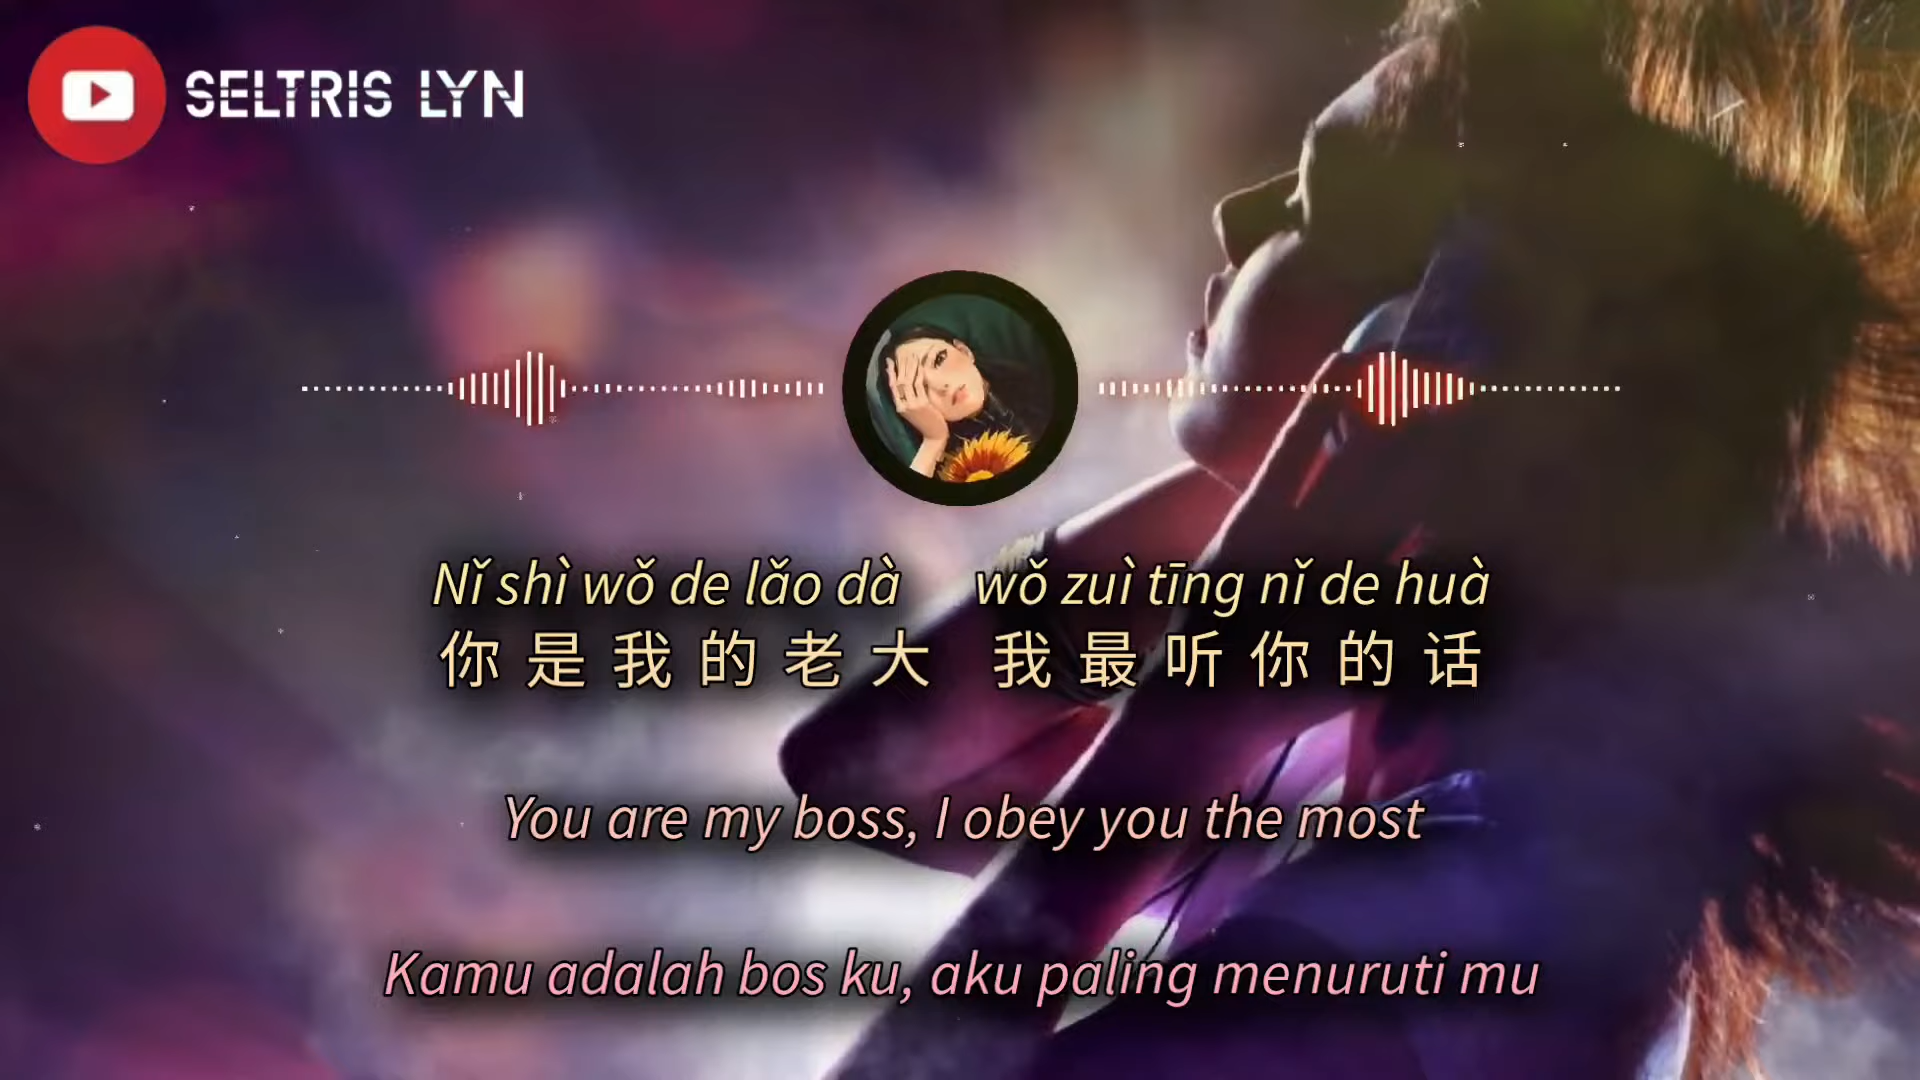 SELTRIS LYN
Nǐ shì wǒ de lǎo dà wǒ zuì tīng nǐ de huà
你是我的老大 我最听你的话
You are my boss, I obey you the most
Kamu adalah bos ku, aku paling menuruti mu